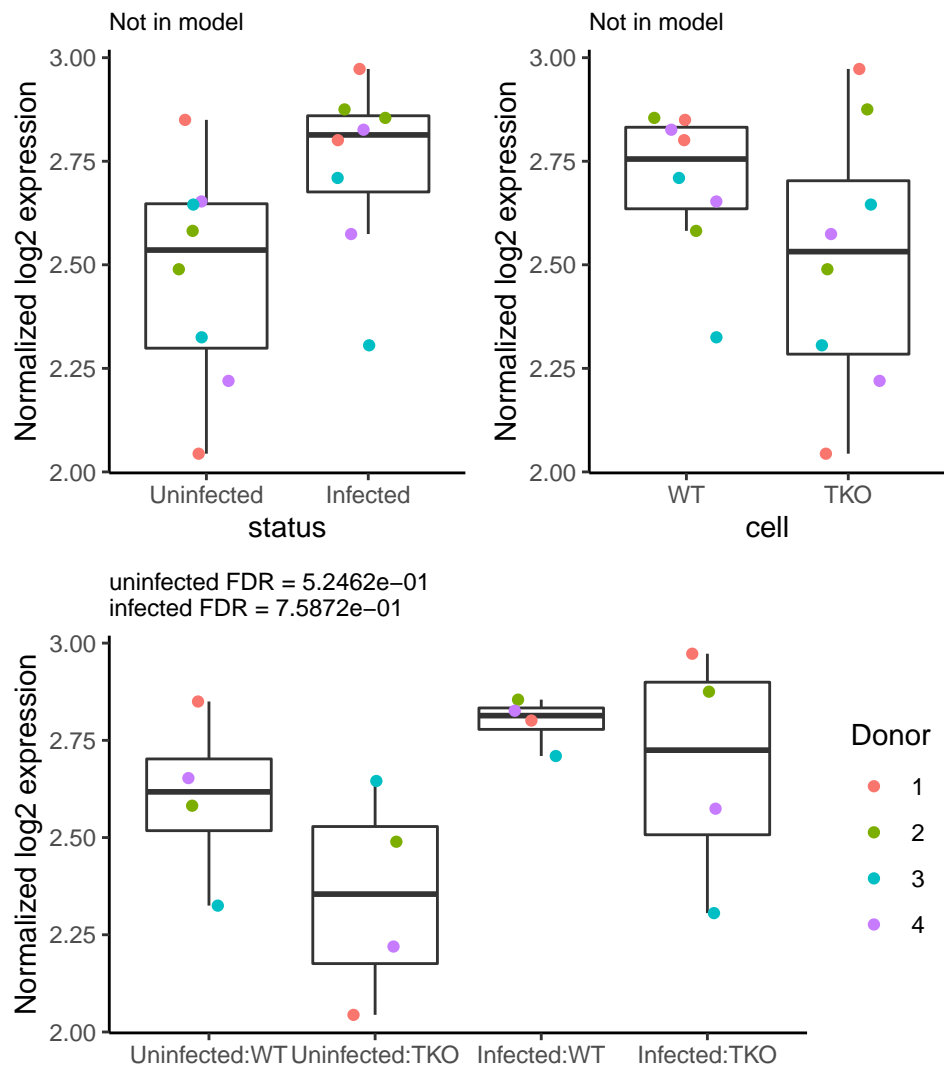 Not in model
Normalized log2 expression
3.00
2.75
2.50
2.25
2.00
Uninfected
Infected
status
Not in model
Normalized log2 expression
3.00
2.75
2.50
2.25
2.00
WT
TKO
cell
uninfected FDR = 5.2462e−01
infected FDR = 7.5872e−01
Normalized log2 expression
3.00
2.75
2.50
2.25
2.00
Uninfected:WT
Uninfected:TKO
Infected:WT
Infected:TKO
Donor
1
2
3
4